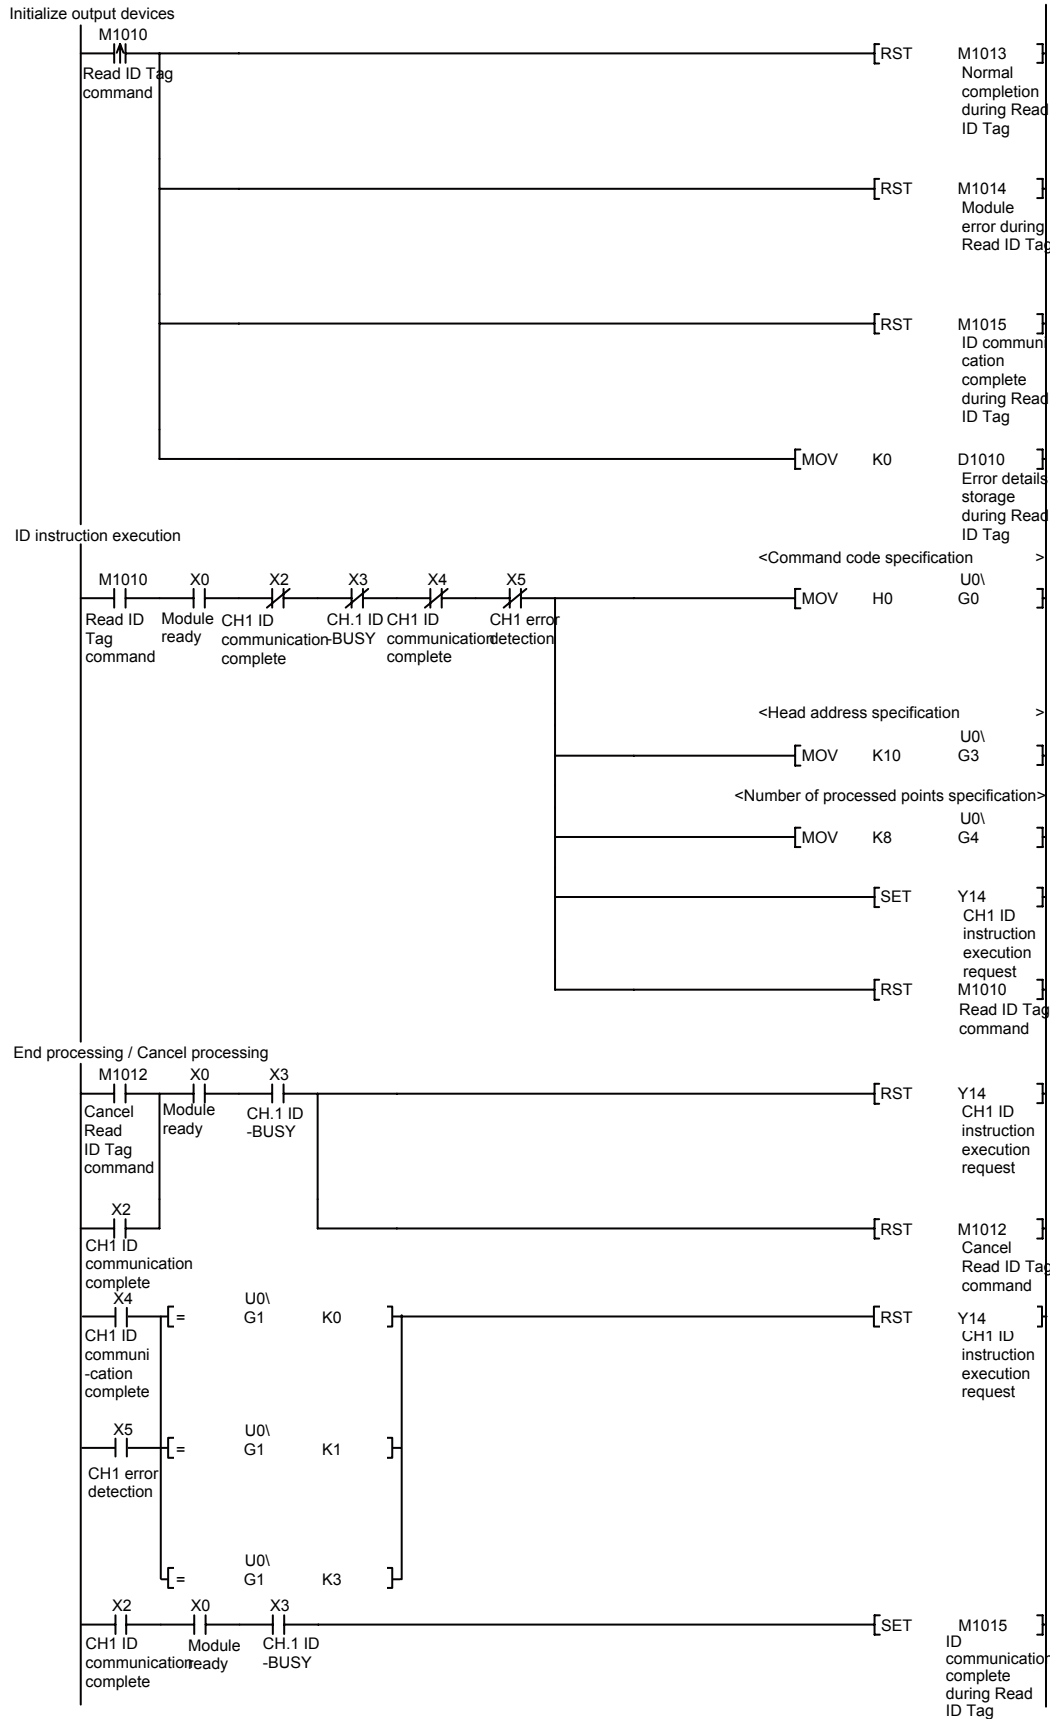 Initialize output devices
M1010
RST M1013
Read ID Tag
command
Normal
completion
during Read
ID Tag
RST M1014
Module
error during
Read ID Tag
RST M1015
ID communi
cation
complete
during Read
ID Tag
MOV K0 D1010
Error details
storage
during Read
ID Tag
ID instruction execution
<Command code specification >
M1010 X0 X2 X3 X4 X5
U0\
MOV H0 G0
Read ID
Tag
command
Module
ready
CH1 ID
communication
complete
CH.1 ID
-BUSY
CH1 ID
communication
complete
CH1 error
detection
<Head address specification >
U0\
MOV K10 G3
<Number of processed points specification>
U0\
MOV K8 G4
SET Y14
CH1 ID
instruction
execution
request
RST M1010
Read ID Tag
command
End processing / Cancel processing
M1012 X0 X3
RST Y14
Cancel
Read
ID Tag
command
Module
ready
CH.1 ID
-BUSY
CH1 ID
instruction
execution
request
X2
RST M1012
CH1 ID
communication
complete
Cancel
Read ID Tag
command
X4
U0\
= G1 K0
RST Y14
CH1 ID
communi
-cation
complete
CH1 ID
instruction
execution
request
X5
U0\
= G1 K1
CH1 error
detection
U0\
= G1 K3
X2 X0 X3
SET M1015
CH1 ID
communication
complete
Module
ready
CH.1 ID
-BUSY
ID
communication
complete
during Read
ID Tag